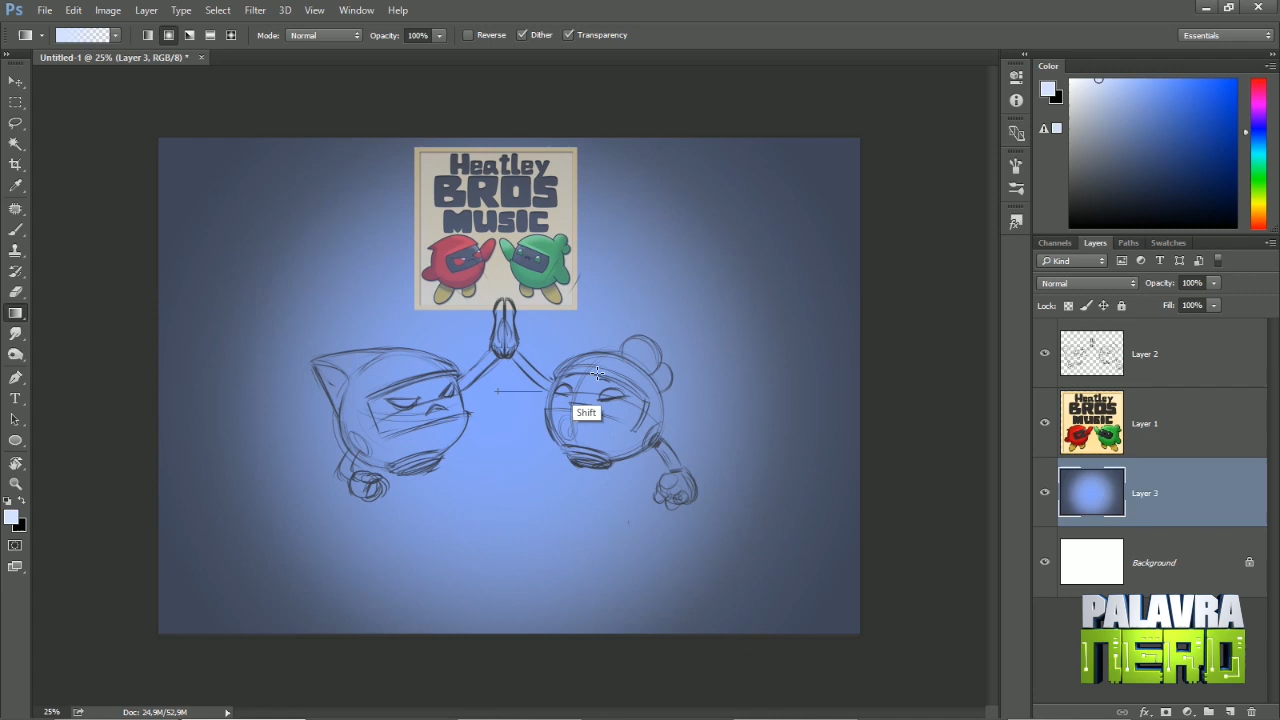 Ps File Edit Image Layer Type Select Filter 3D View Window Help
Mode: Normal Opacity: 100% Reverse Dither Transparency Essentials
Untitled-1 @ 25% (Layer 3, RGB/8) * ×
Color
Heatley
BROS
MUSIC
Shift
Channels Layers Paths Swatches
Kind
Normal Opacity: 100%
Lock: Fill: 100%
Layer 2
Heatley
BROS
MUSIC
Layer 1
Layer 3
Background
PALAVRA
NERD
25% Doc: 24,9M/52,9M